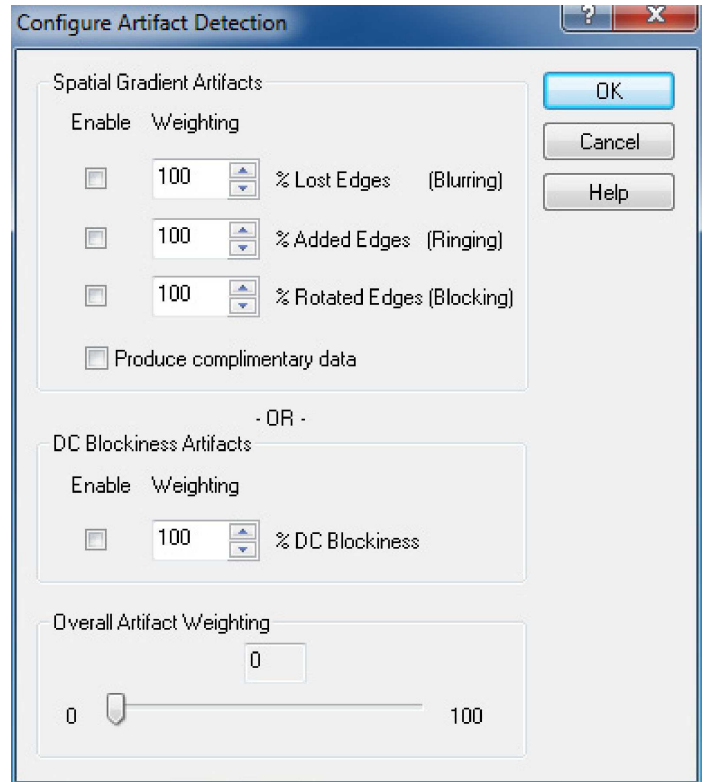 Configure Artifact Detection
?
X
Spatial Gradient Artifacts
OK
Enable Weighting
Cancel
100 % Lost Edges (Blurring)
Help
100 % Added Edges (Ringing)
100 % Rotated Edges (Blocking)
Produce complimentary data
- OR -
DC Blockiness Artifacts
Enable Weighting
100 % DC Blockiness
Overall Artifact Weighting
0
0 100